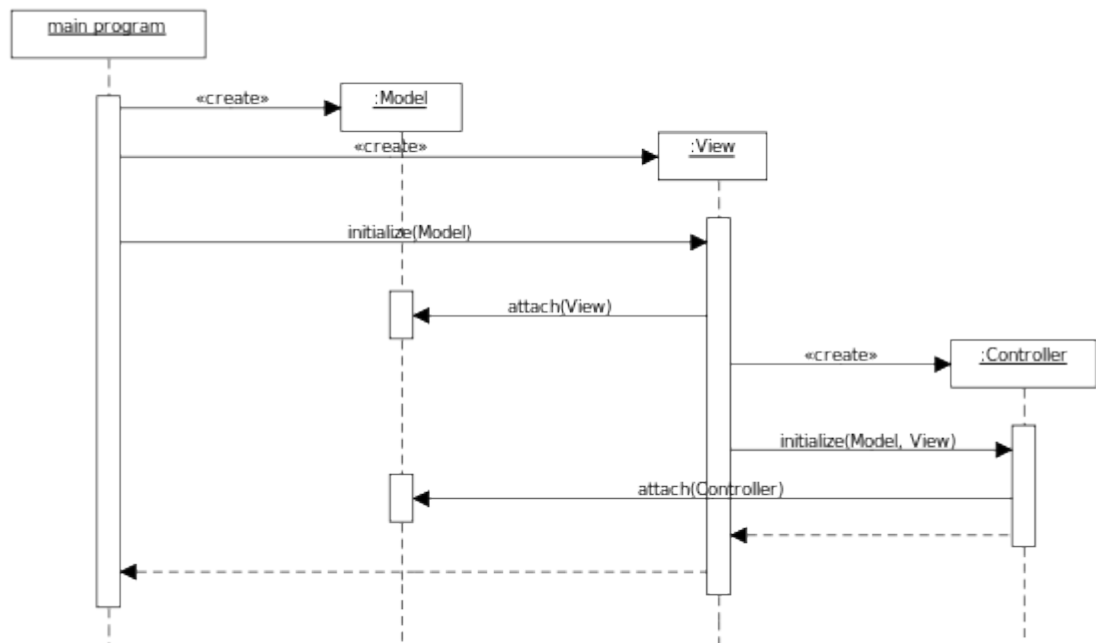 main program
«create»
:Model
«create»
:View
initialize(Model)
attach(View)
«create»
:Controller
initialize(Model, View)
attach(Controller)